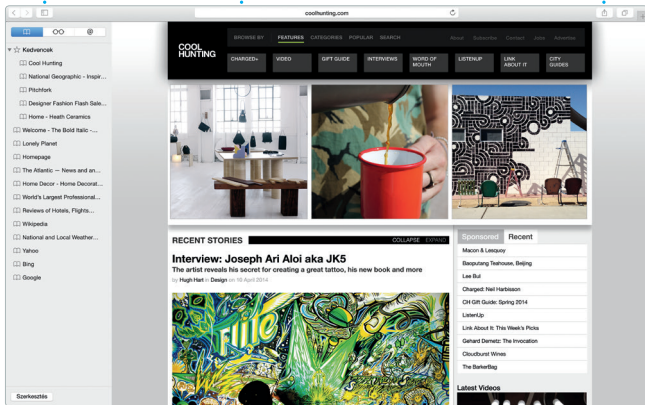 coolhunting.com
@
Kedvencek
Cool Hunting
National Geographic - Inspir...
Pitchfork
Designer Fashion Flash Sale...
Home - Heath Ceramics
Welcome - The Bold Italic -...
Lonely Planet
Homepage
The Atlantic — News and an...
Home Decor - Home Decorat...
World's Largest Professional...
Reviews of Hotels, Flights...
Wikipedia
National and Local Weather...
Yahoo
Bing
Google
Szerkesztés
COOL
HUNTING
BROWSE BY FEATURES CATEGORIES POPULAR SEARCH
About Subscribe Contact Jobs Advertise
CHARGED+ VIDEO GIFT GUIDE INTERVIEWS WORD OF MOUTH LISTENUP LINK ABOUT IT CITY GUIDES
RECENT STORIES COLLAPSE EXPAND
Interview: Joseph Ari Aloi aka JK5
The artist reveals his secret for creating a great tattoo, his new book and more
by Hugh Hart in Design on 10 April 2014
Sponsored Recent
Macon & Lesquoy
Baoputang Teahouse, Beijing
Lee Bul
Charged: Neil Harbisson
CH Gift Guide: Spring 2014
ListenUp
Link About It: This Week's Picks
Gehard Demetz: The Invocation
Cloudburst Wines
The BarkerBag
Latest Videos